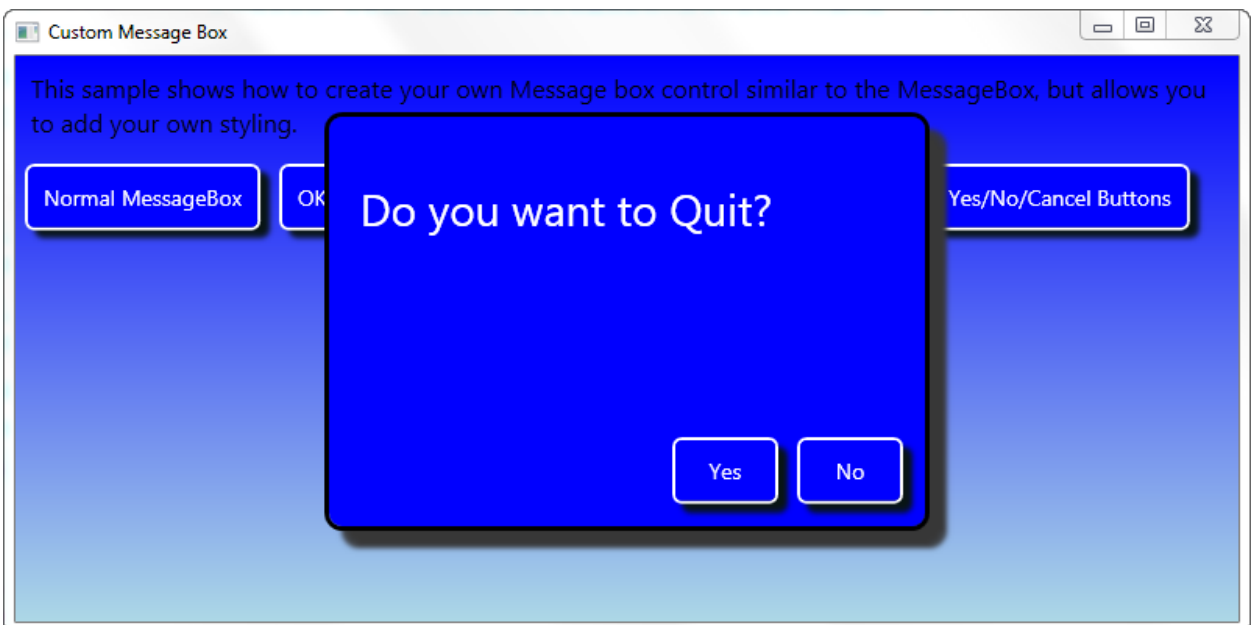 Custom Message Box
This sample shows how to create your own Message box control similar to the MessageBox, but allows you
to add your own styling.
Normal MessageBox OK Yes/No/Cancel Buttons
Do you want to Quit?
Yes No